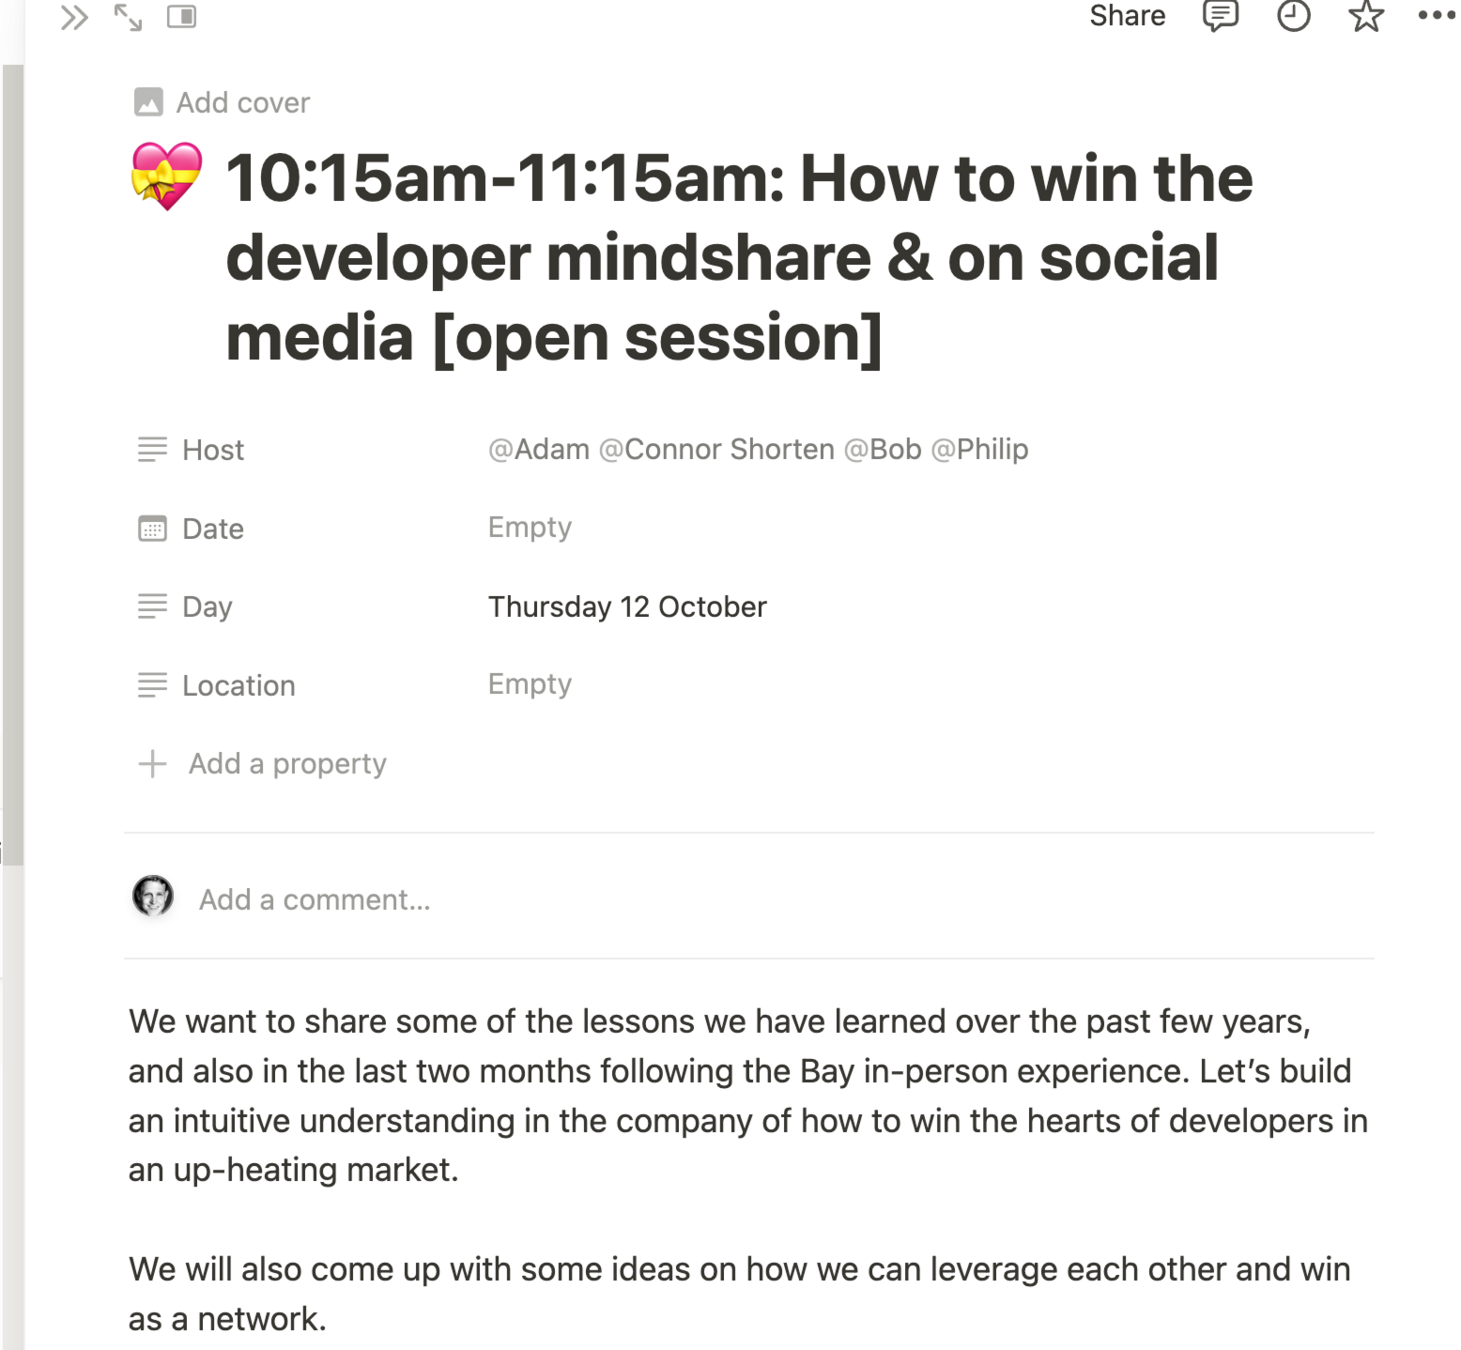 Share
Add cover
10:15am-11:15am: How to win the
developer mindshare & on social
media [open session]
Host @Adam @Connor Shorten @Bob @Philip
Date Empty
Day Thursday 12 October
Location Empty
Add a property
Add a comment...
We want to share some of the lessons we have learned over the past few years,
and also in the last two months following the Bay in-person experience. Let’s build
an intuitive understanding in the company of how to win the hearts of developers in
an up-heating market.
We will also come up with some ideas on how we can leverage each other and win
as a network.